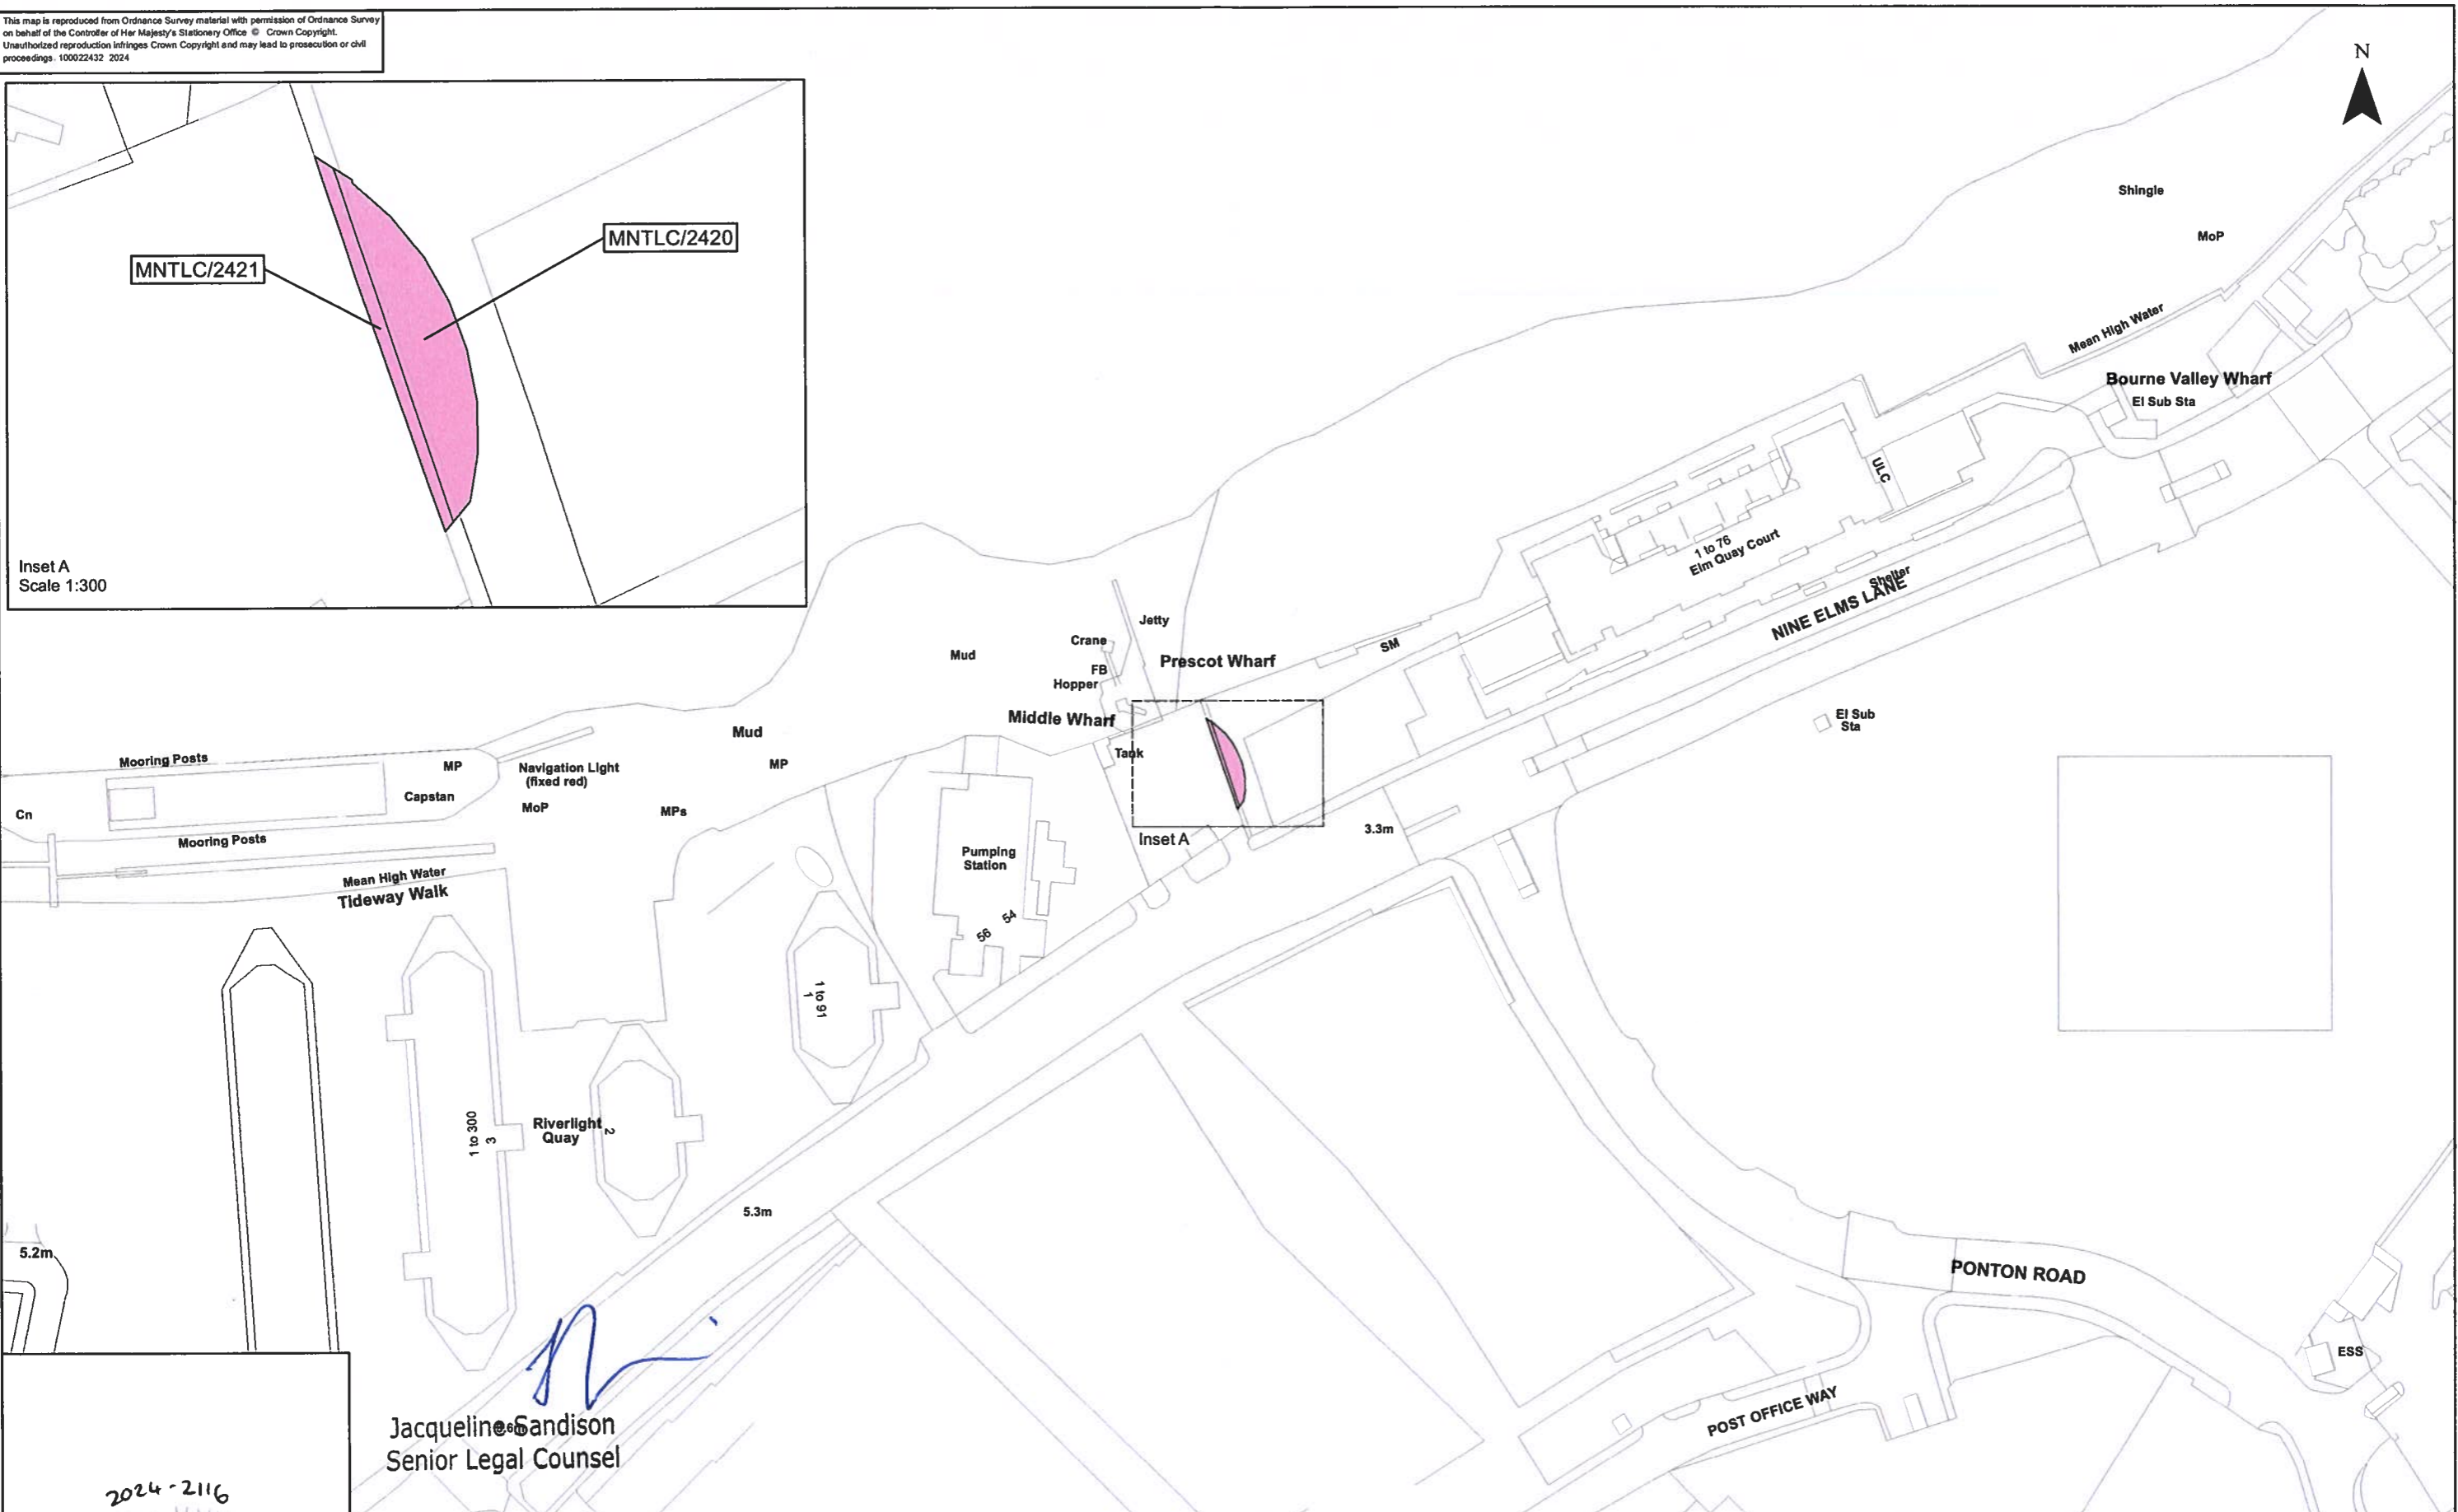 This map is reproduced from Ordnance Survey material with permission of Ordnance Survey
on behalf of the Controller of Her Majesty's Stationery Office © Crown Copyright.
Unauthorized reproduction infringes Crown Copyright and may lead to prosecution or civil
proceedings. 100022432 2024
N
MNTLC/2420
MNTLC/2421
Inset A
Scale 1:300
Shingle
MoP
Mean High Water
Bourne Valley Wharf
El Sub Sta
ULC
1 to 76
Elm Quay Court
Shelter
NINE ELMS LANE
Jetty
Crane
FB
Hopper
Mud
Prescot Wharf
SM
Middle Wharf
Tank
Inset A
El Sub
Sta
3.3m
Mud
MP
Mooring Posts
MP
Navigation Light
(fixed red)
Capstan
MoP
MPs
Cn
Mooring Posts
Mean High Water
Tideway Walk
Pumping
Station
54
56
1 to 91
1
1 to 300
3
Riverlight
Quay
2
5.3m
5.2m
PONTON ROAD
ESS
POST OFFICE WAY
Jacqueline Sandison
Senior Legal Counsel
2024-2116